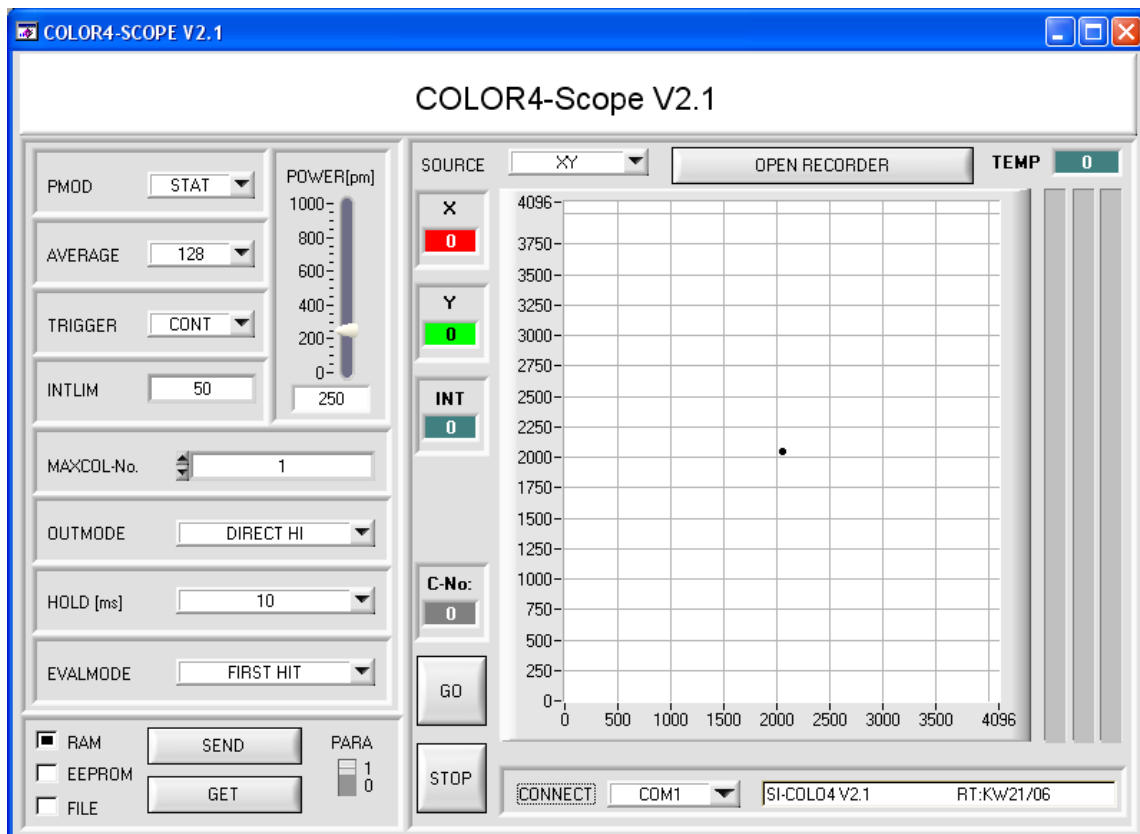 COLOR4-SCOPE V2.1
COLOR4-Scope V2.1
PMOD STAT
AVERAGE 128
TRIGGER CONT
INTLIM 50
POWER[pm]
1000
800
600
400
200
0
250
MAXCOL-No. 1
OUTMODE DIRECT HI
HOLD [ms] 10
EVALMODE FIRST HIT
RAM
EEPROM
FILE
SEND
GET
PARA
1
0
SOURCE XY OPEN RECORDER TEMP 0
X
0
Y
0
INT
0
C-No:
0
GO
STOP
4096
3750
3500
3250
3000
2750
2500
2250
2000
1750
1500
1250
1000
750
500
250
0
0 500 1000 1500 2000 2500 3000 3500 4096
CONNECT COM1 SI-COLO4 V2.1 RT:KW21/06